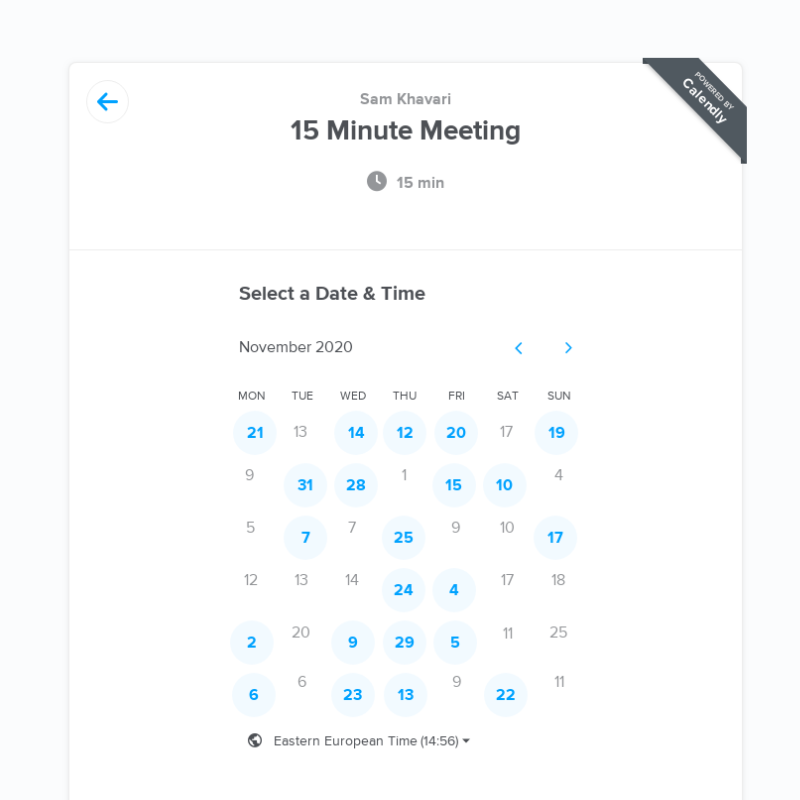 POWERED BY
Calendly
Sam Khavari
15 Minute Meeting
15 min
Select a Date & Time
November 2020
MON TUE WED THU FRI SAT SUN
21 13 14 12 20 17 19
9 31 28 1 15 10 4
5 7 7 25 9 10 17
12 13 14 24 4 17 18
2 20 9 29 5 11 25
6 6 23 13 9 22 11
Eastern European Time (14:56)